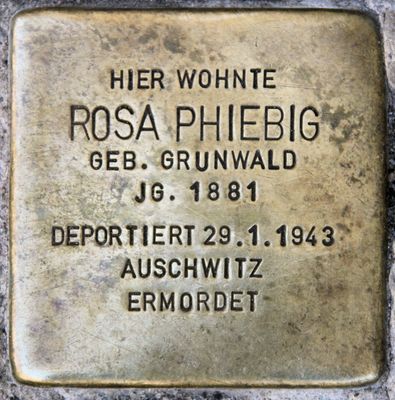 HIER WOHNTE
ROSA PHIEBIG
GEB. GRUNWALD
JG. 1881
DEPORTIERT 29.1.1943
AUSCHWITZ
ERMORDET